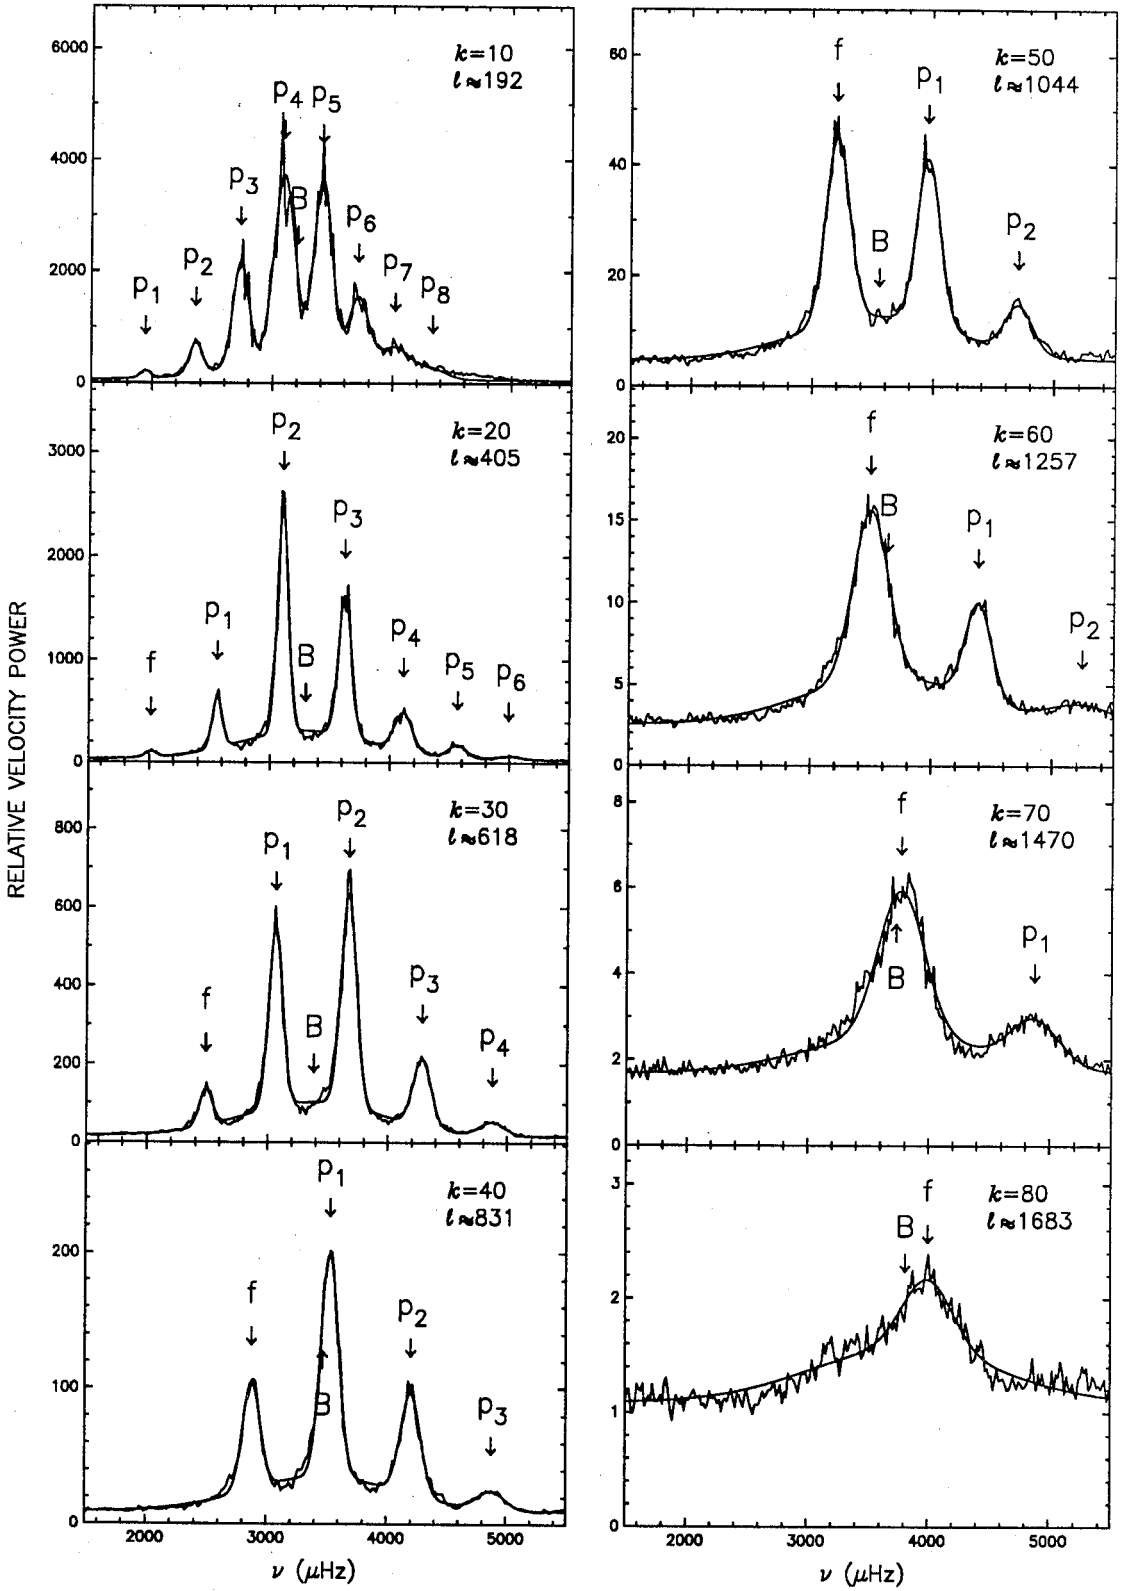 RELATIVE VELOCITY POWER
k=10
ℓ≈192
6000
4000
2000
0
p1
p2
p3
p4
B
p5
p6
p7
p8
k=20
ℓ≈405
3000
2000
1000
0
f
p1
p2
B
p3
p4
p5
p6
k=30
ℓ≈618
800
600
400
200
0
f
p1
B
p2
p3
p4
k=40
ℓ≈831
200
100
0
f
p1
B
p2
p3
2000 3000 4000 5000
ν (μHz)
k=50
ℓ≈1044
60
40
20
0
f
B
p1
p2
k=60
ℓ≈1257
20
15
10
5
0
f
B
p1
p2
k=70
ℓ≈1470
8
6
4
2
0
f
B
p1
k=80
ℓ≈1683
3
2
1
0
B
f
2000 3000 4000 5000
ν (μHz)